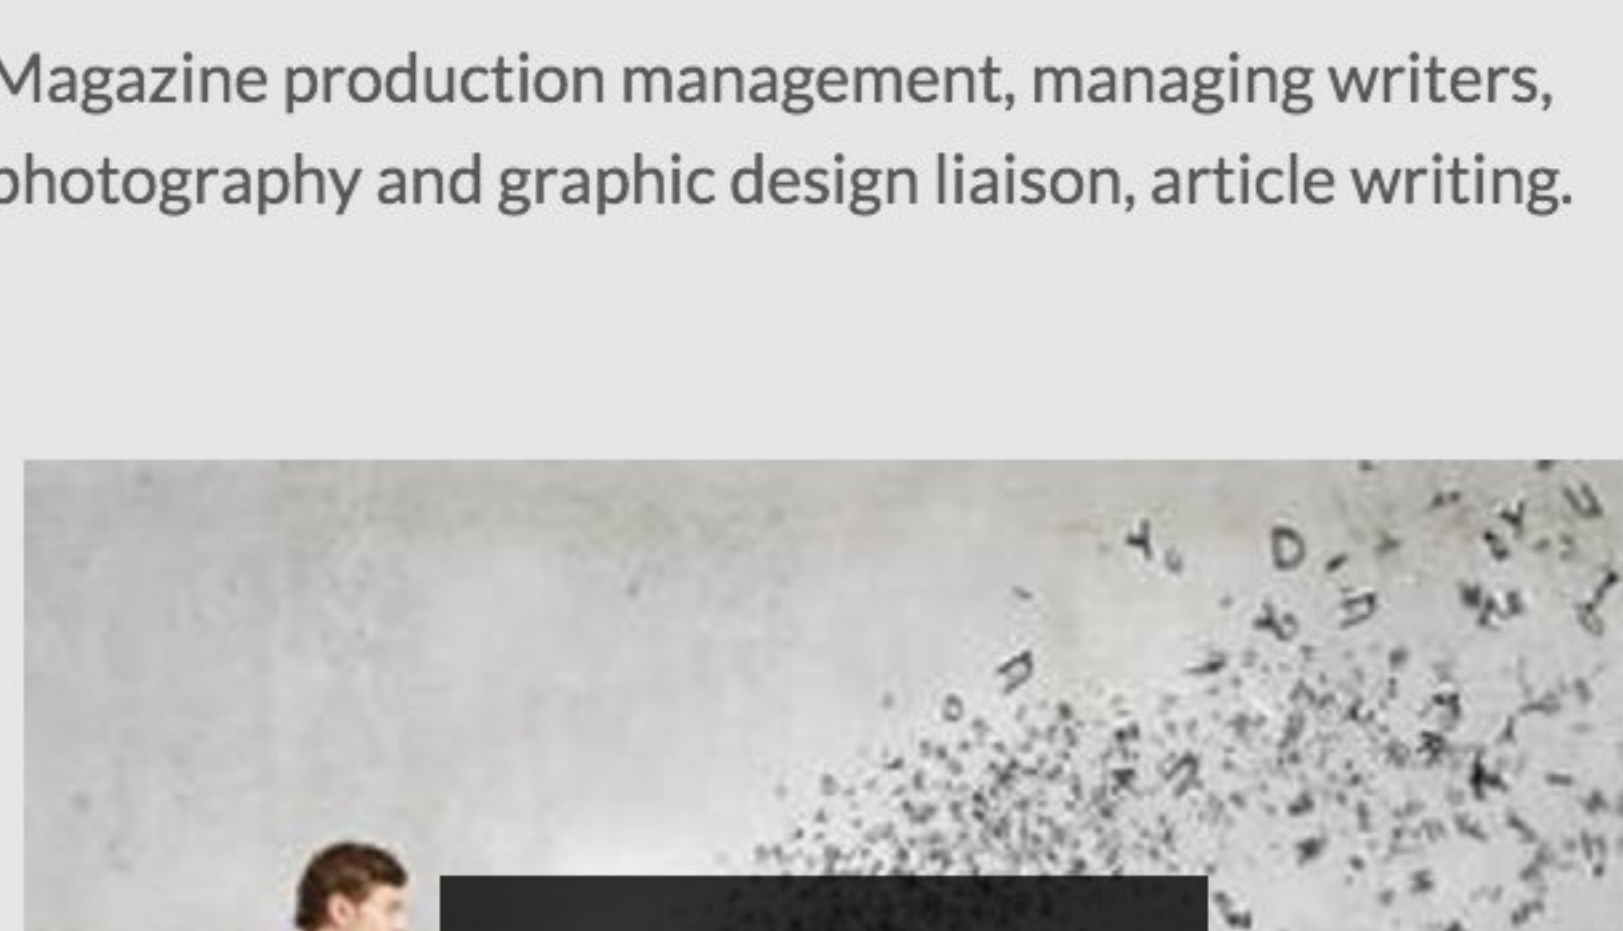 Magazine production management, managing writers,
photography and graphic design liaison, article writing.